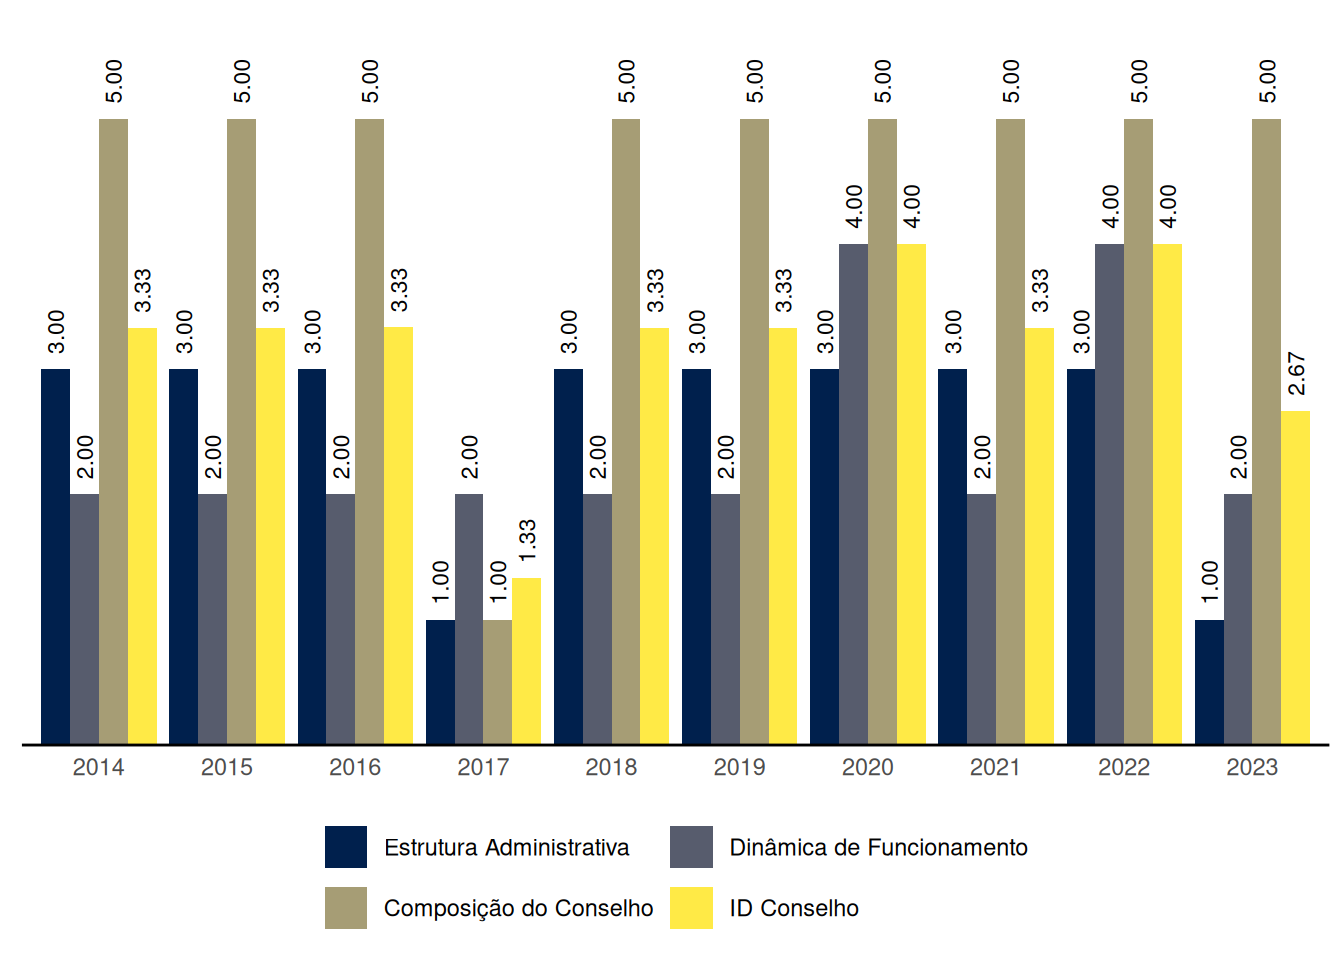 5.00 5.00 5.00 5.00 5.00 5.00 5.00 5.00 5.00
4.00 4.00 4.00 4.00
3.33 3.33 3.33 3.33 3.33 3.33
3.00 3.00 3.00 3.00 3.00 3.00 3.00 3.00
2.67
2.00 2.00 2.00 2.00 2.00 2.00 2.00 2.00
1.33
1.00 1.00 1.00
2014 2015 2016 2017 2018 2019 2020 2021 2022 2023
Estrutura Administrativa Dinâmica de Funcionamento
Composição do Conselho ID Conselho